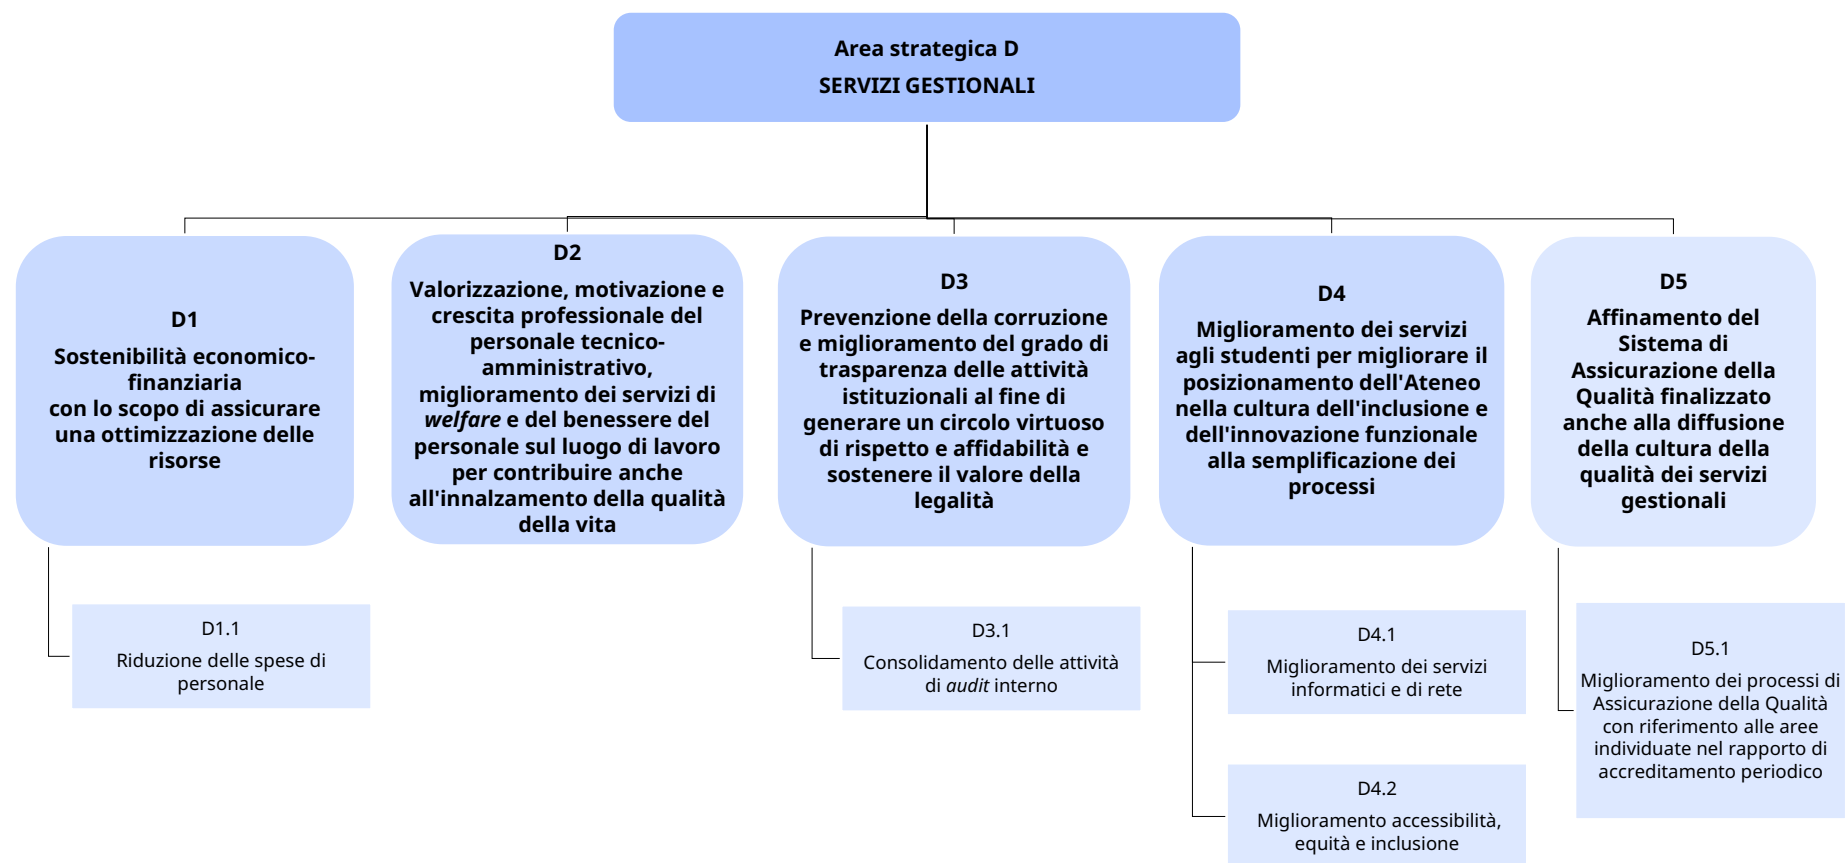 Area strategica D
SERVIZI GESTIONALI
D1
Sostenibilità economico-
finanziaria
con lo scopo di assicurare
una ottimizzazione delle
risorse
D2
Valorizzazione, motivazione e
crescita professionale del
personale tecnico-
amministrativo,
miglioramento dei servizi di
welfare e del benessere del
personale sul luogo di lavoro
per contribuire anche
all'innalzamento della qualità
della vita
D3
Prevenzione della corruzione
e miglioramento del grado di
trasparenza delle attività
istituzionali al fine di
generare un circolo virtuoso
di rispetto e affidabilità e
sostenere il valore della
legalità
D4
Miglioramento dei servizi
agli studenti per migliorare il
posizionamento dell'Ateneo
nella cultura dell'inclusione e
dell'innovazione funzionale
alla semplificazione dei
processi
D5
Affinamento del
Sistema di
Assicurazione della
Qualità finalizzato
anche alla diffusione
della cultura della
qualità dei servizi
gestionali
D1.1
Riduzione delle spese di
personale
D3.1
Consolidamento delle attività
di audit interno
D4.1
Miglioramento dei servizi
informatici e di rete
D4.2
Miglioramento accessibilità,
equità e inclusione
D5.1
Miglioramento dei processi di
Assicurazione della Qualità
con riferimento alle aree
individuate nel rapporto di
accreditamento periodico